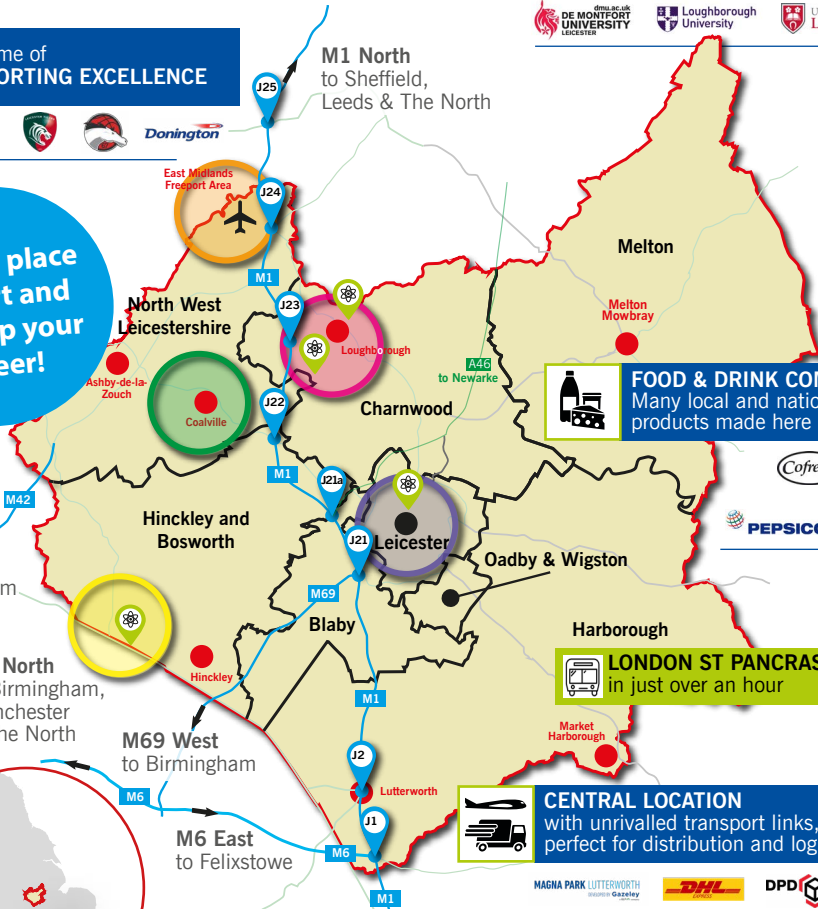 dmu.ac.uk
DE MONTFORT
UNIVERSITY
LEICESTER
Loughborough
University
me of
ORTING EXCELLENCE
Donington
M1 North
to Sheffield,
Leeds & The North
J25
East Midlands
Freeport Area
J24
place
t and
p your
eer!
M1
North West
Leicestershire
J23
Loughborough
Melton
Melton
Mowbray
A46
to Newarke
Ashby-de-la-
Zouch
Coalville
J22
Charnwood
FOOD & DRINK CON
Many local and natio
products made here
M1
J21a
M42
Cofre
PEPSICO
Hinckley and
Bosworth
J21
Leicester
Oadby & Wigston
M69
Blaby
m
Harborough
Hinckley
LONDON ST PANCRAS
in just over an hour
North
Birmingham,
nchester
he North
M1
Market
Harborough
M69 West
to Birmingham
J2
Lutterworth
M6
M6 East
to Felixstowe
J1
M6
CENTRAL LOCATION
with unrivalled transport links,
perfect for distribution and log
M1
MAGNA PARK LUTTERWORTH
DEVELOPED BY Gazeley
DHL
EXPRESS
DPD